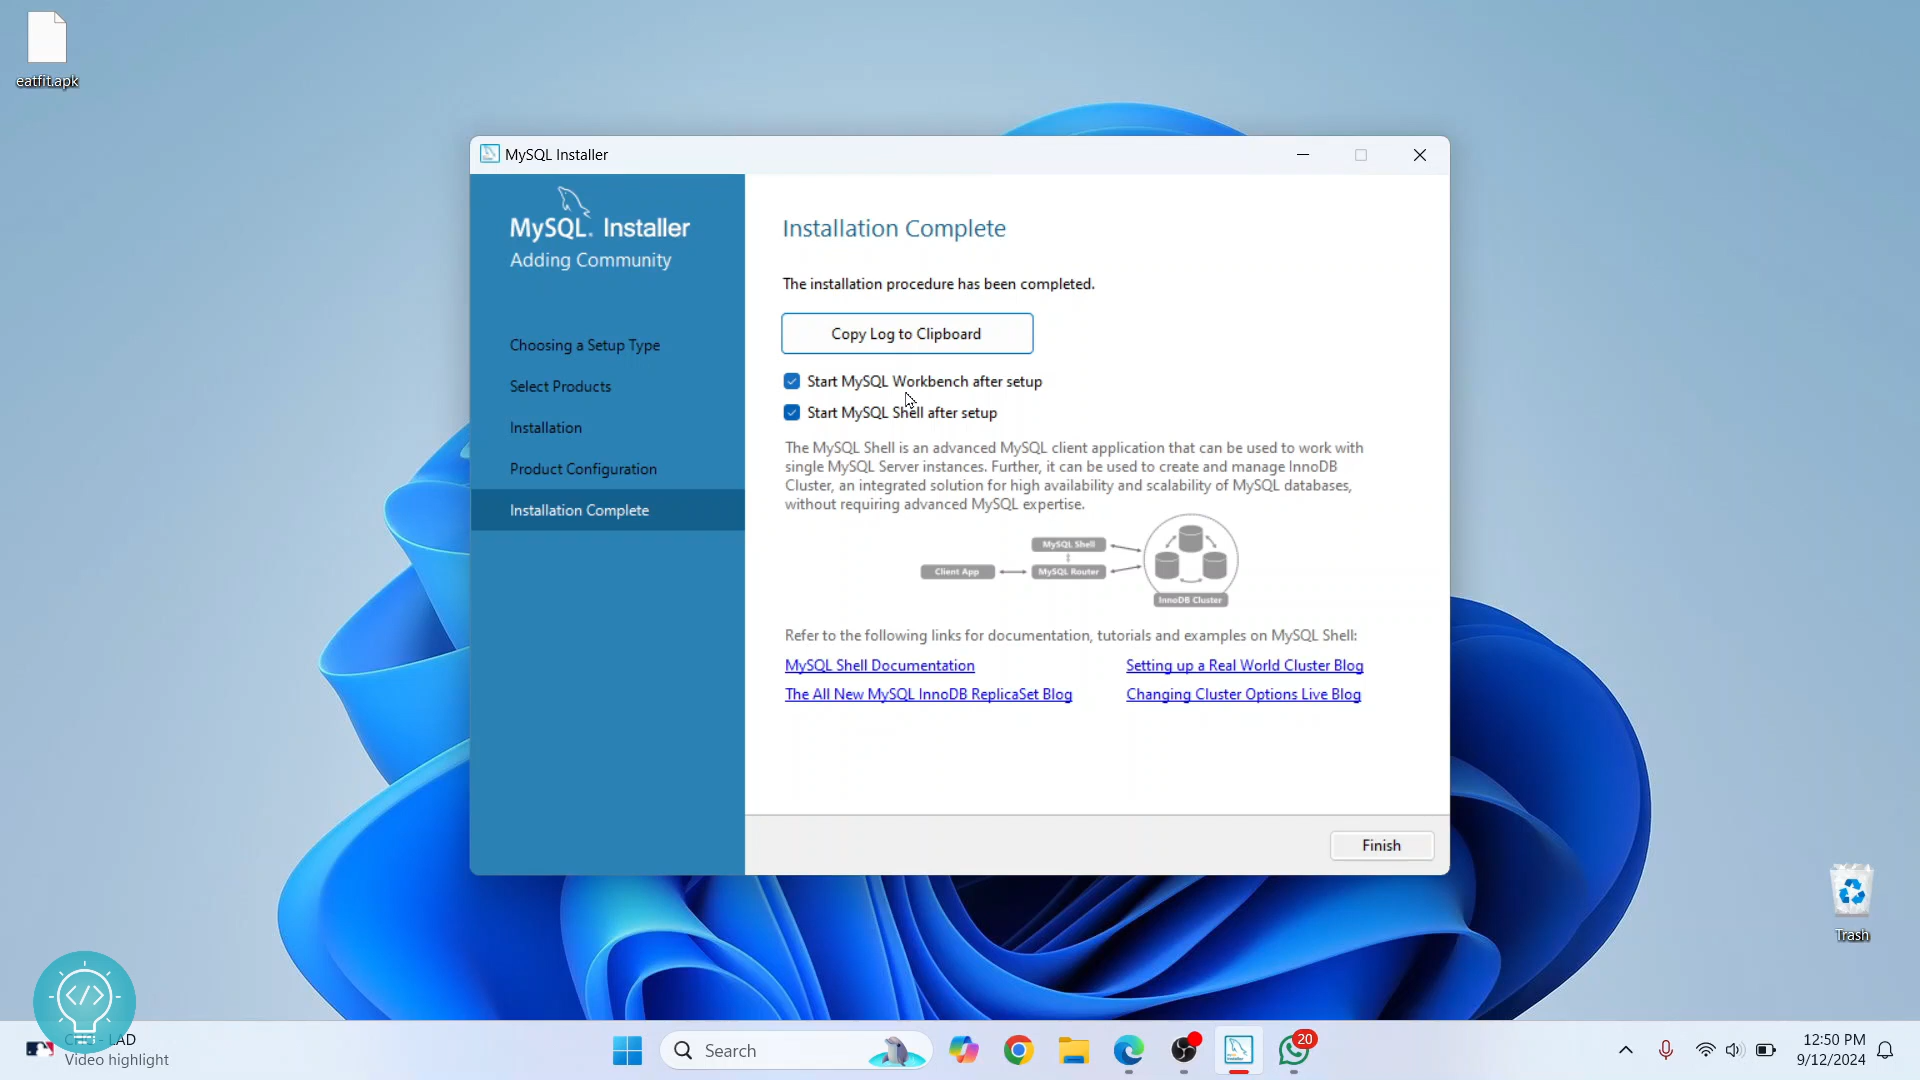 eatfit.apk
MySQL Installer
MySQL. Installer
Adding Community
Choosing a Setup Type
Select Products
Installation
Product Configuration
Installation Complete
Installation Complete
The installation procedure has been completed.
Copy Log to Clipboard
Start MySQL Workbench after setup
Start MySQL Shell after setup
The MySQL Shell is an advanced MySQL client application that can be used to work with
single MySQL Server instances. Further, it can be used to create and manage InnoDB
Cluster, an integrated solution for high availability and scalability of MySQL databases,
without requiring advanced MySQL expertise.
MySQL Shell
Client App
MySQL Router
InnoDB Cluster
Refer to the following links for documentation, tutorials and examples on MySQL Shell:
MySQL Shell Documentation
Setting up a Real World Cluster Blog
The All New MySQL InnoDB ReplicaSet Blog
Changing Cluster Options Live Blog
Finish
Trash
</>
LAD
Video highlight
Search
20
12:50 PM
9/12/2024